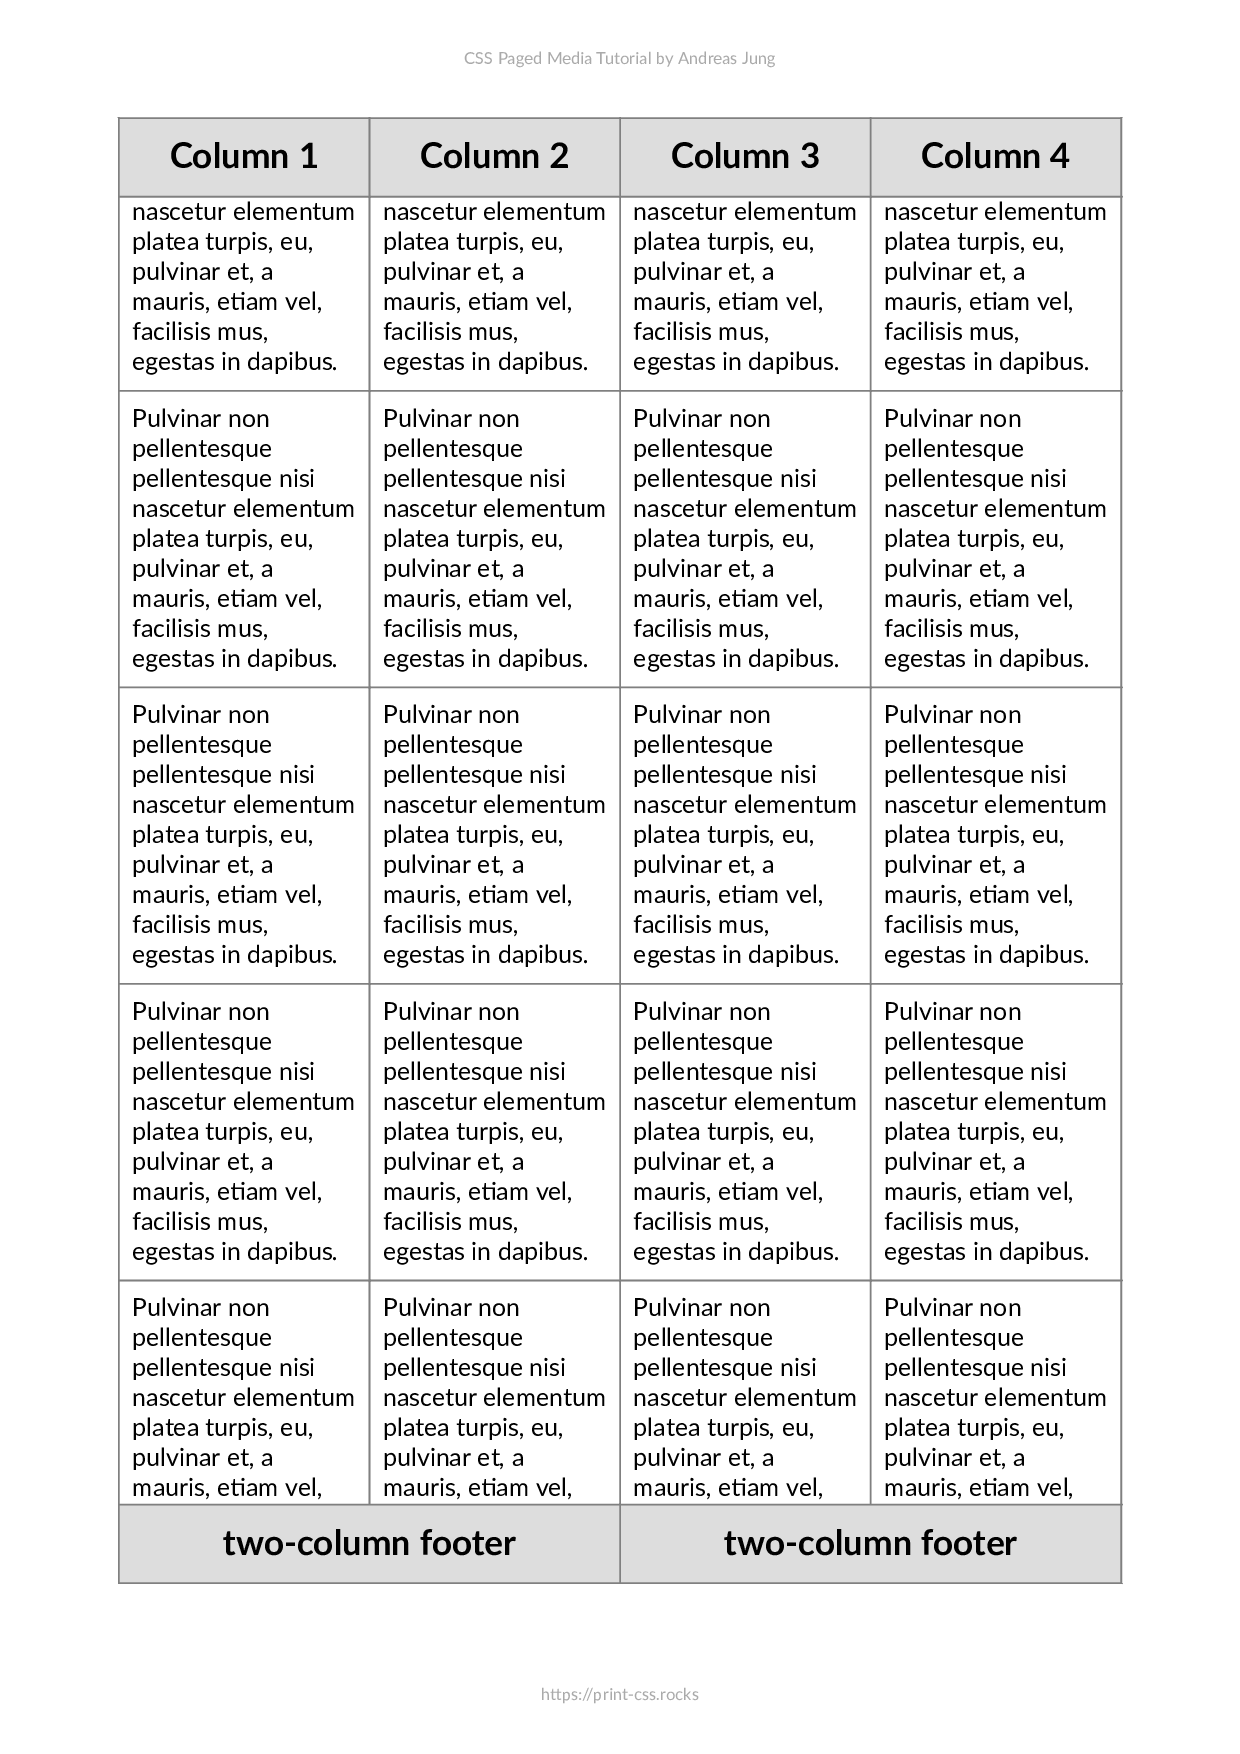 CSS Paged Media Tutorial by Andreas Jung
Column 1 Column 2 Column 3 Column 4
nascetur elementum nascetur elementum nascetur elementum nascetur elementum
platea turpis, eu, platea turpis, eu, platea turpis, eu, platea turpis, eu,
pulvinar et, a pulvinar et, a pulvinar et, a pulvinar et, a
mauris, etiam vel, mauris, etiam vel, mauris, etiam vel, mauris, etiam vel,
facilisis mus, facilisis mus, facilisis mus, facilisis mus,
egestas in dapibus. egestas in dapibus. egestas in dapibus. egestas in dapibus.
Pulvinar non Pulvinar non Pulvinar non Pulvinar non
pellentesque pellentesque pellentesque pellentesque
pellentesque nisi pellentesque nisi pellentesque nisi pellentesque nisi
nascetur elementum nascetur elementum nascetur elementum nascetur elementum
platea turpis, eu, platea turpis, eu, platea turpis, eu, platea turpis, eu,
pulvinar et, a pulvinar et, a pulvinar et, a pulvinar et, a
mauris, etiam vel, mauris, etiam vel, mauris, etiam vel, mauris, etiam vel,
facilisis mus, facilisis mus, facilisis mus, facilisis mus,
egestas in dapibus. egestas in dapibus. egestas in dapibus. egestas in dapibus.
Pulvinar non Pulvinar non Pulvinar non Pulvinar non
pellentesque pellentesque pellentesque pellentesque
pellentesque nisi pellentesque nisi pellentesque nisi pellentesque nisi
nascetur elementum nascetur elementum nascetur elementum nascetur elementum
platea turpis, eu, platea turpis, eu, platea turpis, eu, platea turpis, eu,
pulvinar et, a pulvinar et, a pulvinar et, a pulvinar et, a
mauris, etiam vel, mauris, etiam vel, mauris, etiam vel, mauris, etiam vel,
facilisis mus, facilisis mus, facilisis mus, facilisis mus,
egestas in dapibus. egestas in dapibus. egestas in dapibus. egestas in dapibus.
Pulvinar non Pulvinar non Pulvinar non Pulvinar non
pellentesque pellentesque pellentesque pellentesque
pellentesque nisi pellentesque nisi pellentesque nisi pellentesque nisi
nascetur elementum nascetur elementum nascetur elementum nascetur elementum
platea turpis, eu, platea turpis, eu, platea turpis, eu, platea turpis, eu,
pulvinar et, a pulvinar et, a pulvinar et, a pulvinar et, a
mauris, etiam vel, mauris, etiam vel, mauris, etiam vel, mauris, etiam vel,
facilisis mus, facilisis mus, facilisis mus, facilisis mus,
egestas in dapibus. egestas in dapibus. egestas in dapibus. egestas in dapibus.
Pulvinar non Pulvinar non Pulvinar non Pulvinar non
pellentesque pellentesque pellentesque pellentesque
pellentesque nisi pellentesque nisi pellentesque nisi pellentesque nisi
nascetur elementum nascetur elementum nascetur elementum nascetur elementum
platea turpis, eu, platea turpis, eu, platea turpis, eu, platea turpis, eu,
pulvinar et, a pulvinar et, a pulvinar et, a pulvinar et, a
mauris, etiam vel, mauris, etiam vel, mauris, etiam vel, mauris, etiam vel,
two-column footer two-column footer
https://print-css.rocks